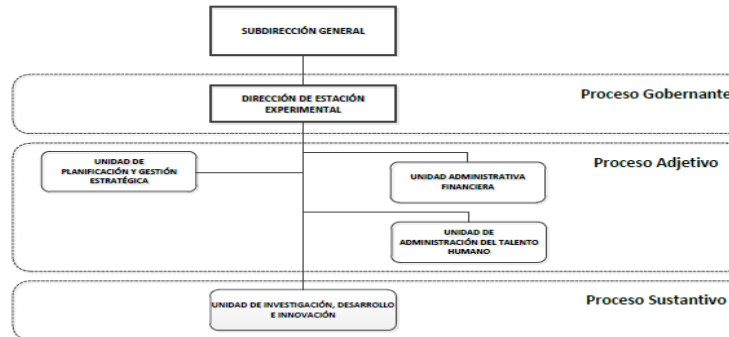 SUBDIRECCIÓN GENERAL
DIRECCIÓN DE ESTACIÓN
EXPERIMENTAL
Proceso Gobernante
Proceso Adjetivo
UNIDAD DE
PLANIFICACIÓN Y GESTIÓN
ESTRATÉGICA
UNIDAD ADMINISTRATIVA
FINANCIERA
UNIDAD DE
ADMINISTRACIÓN DEL TALENTO
HUMANO
UNIDAD DE INVESTIGACIÓN, DESARROLLO
E INNOVACIÓN
Proceso Sustantivo